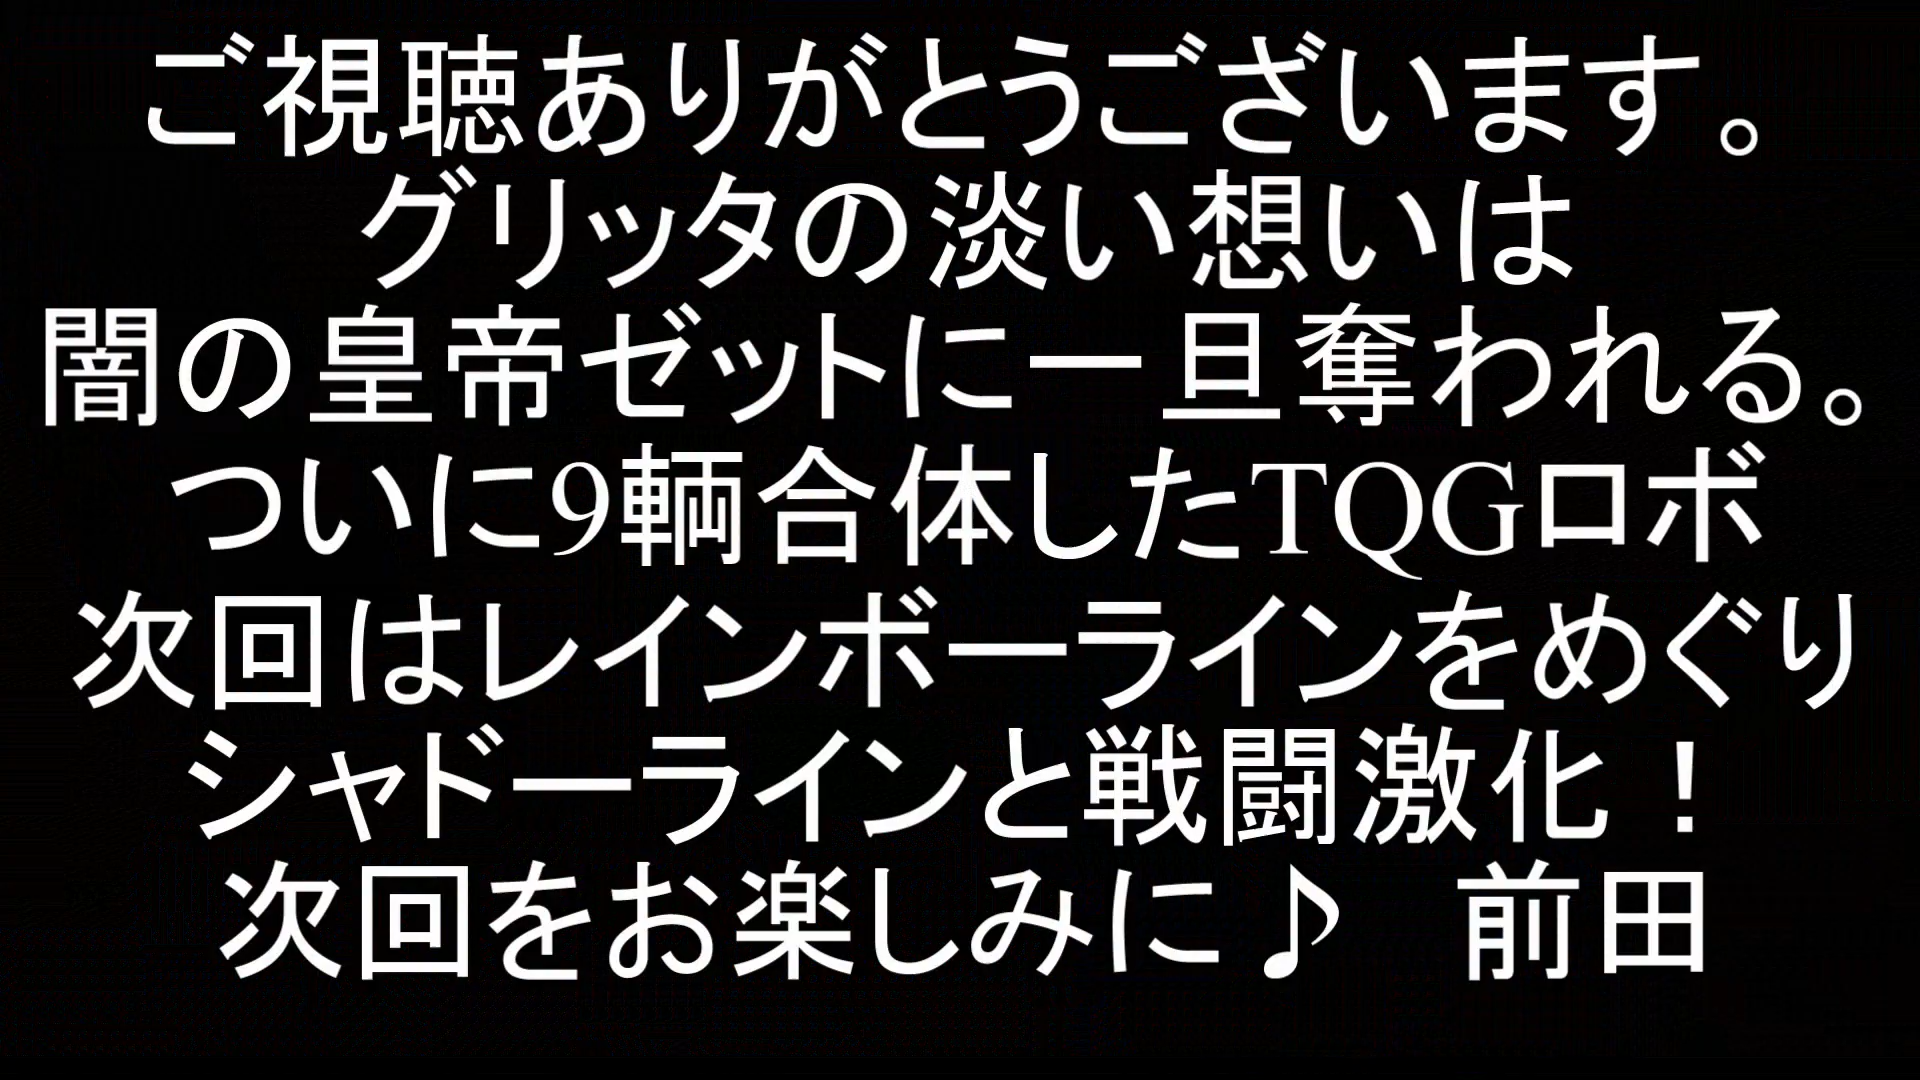 ご視聴ありがとうございます。
グリッタの淡い想いは
闇の皇帝ゼットに一旦奪われる。
ついに9輌合体したTQGロボ
次回はレインボーラインをめぐり
シャドーラインと戦闘激化！
次回をお楽しみに♪　前田